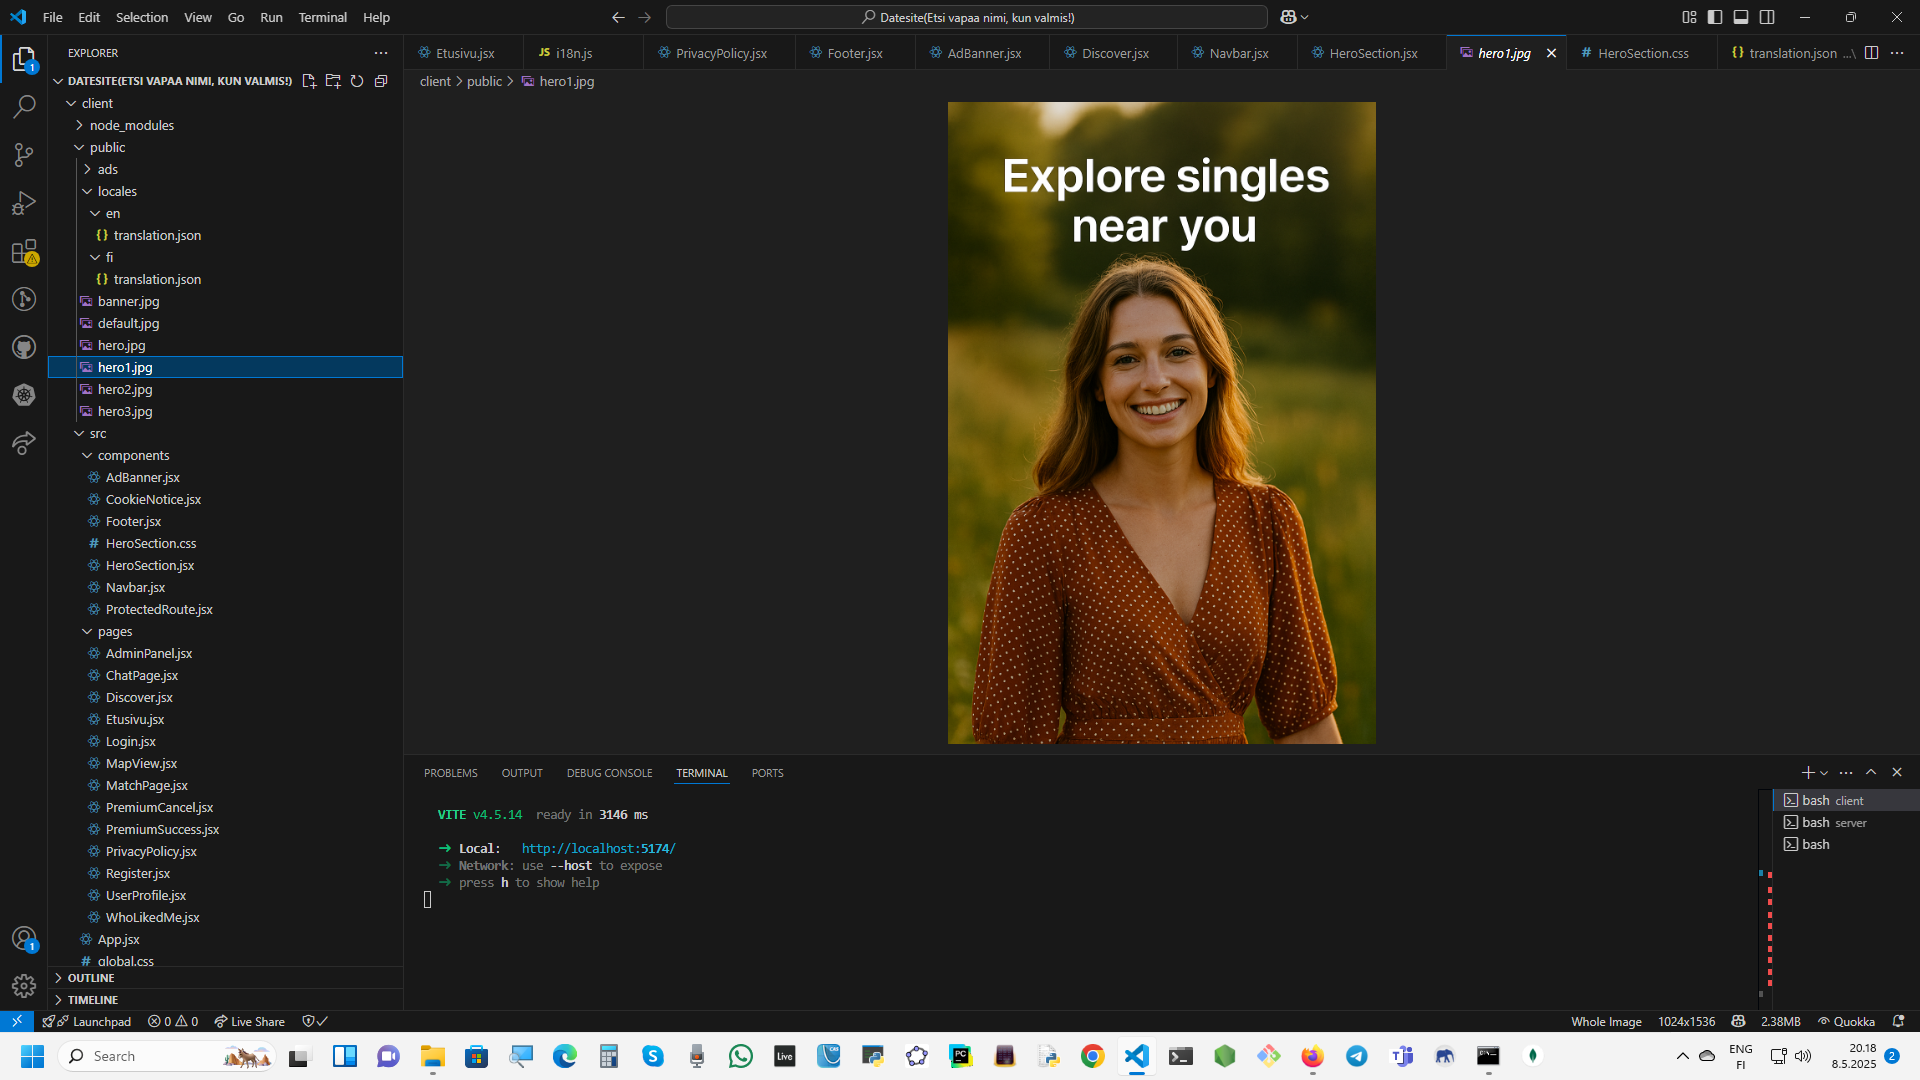 File Edit Selection View Go Run Terminal Help
Datesite(Etsi vapaa nimi, kun valmis!)
EXPLORER
DATESITE(ETSI VAPAA NIMI, KUN VALMIS!)
client
node_modules
public
ads
locales
en
translation.json
fi
translation.json
banner.jpg
default.jpg
hero.jpg
hero1.jpg
hero2.jpg
hero3.jpg
src
components
AdBanner.jsx
CookieNotice.jsx
Footer.jsx
HeroSection.css
HeroSection.jsx
Navbar.jsx
ProtectedRoute.jsx
pages
AdminPanel.jsx
ChatPage.jsx
Discover.jsx
Etusivu.jsx
Login.jsx
MapView.jsx
MatchPage.jsx
PremiumCancel.jsx
PremiumSuccess.jsx
PrivacyPolicy.jsx
Register.jsx
UserProfile.jsx
WhoLikedMe.jsx
App.jsx
global.css
OUTLINE
TIMELINE
Etusivu.jsx JS i18n.js PrivacyPolicy.jsx Footer.jsx AdBanner.jsx Discover.jsx Navbar.jsx HeroSection.jsx hero1.jpg # HeroSection.css {} translation.json ...\
client > public > hero1.jpg
Explore singles
near you
PROBLEMS OUTPUT DEBUG CONSOLE TERMINAL PORTS
VITE v4.5.14 ready in 3146 ms
➜ Local: http://localhost:5174/
➜ Network: use --host to expose
➜ press h to show help
bash client
bash server
bash
Launchpad 0 0 Live Share
Whole Image 1024x1536 2.38MB Quokka
Search
Live
ENG
FI
20.18
8.5.2025
2